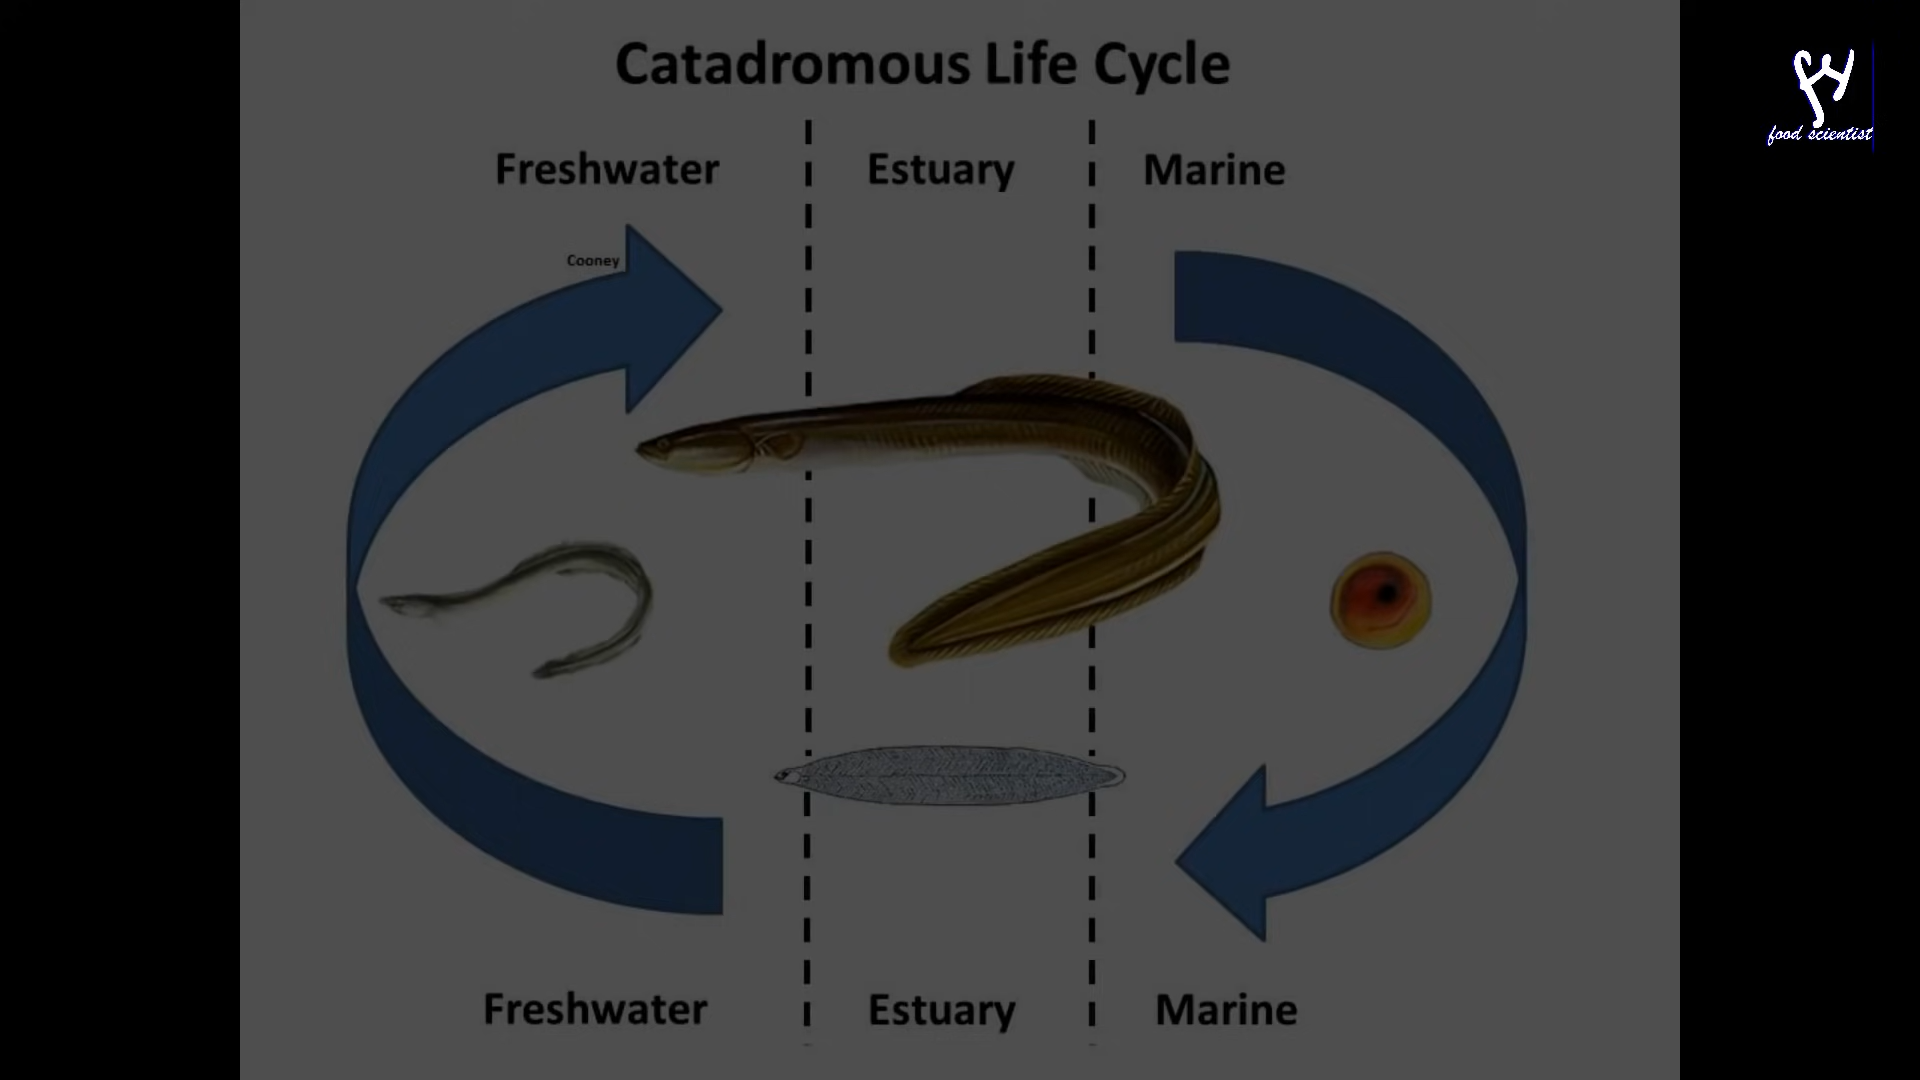 Catadromous Life Cycle
Freshwater Estuary Marine
Cooney
Freshwater Estuary Marine
food scientist